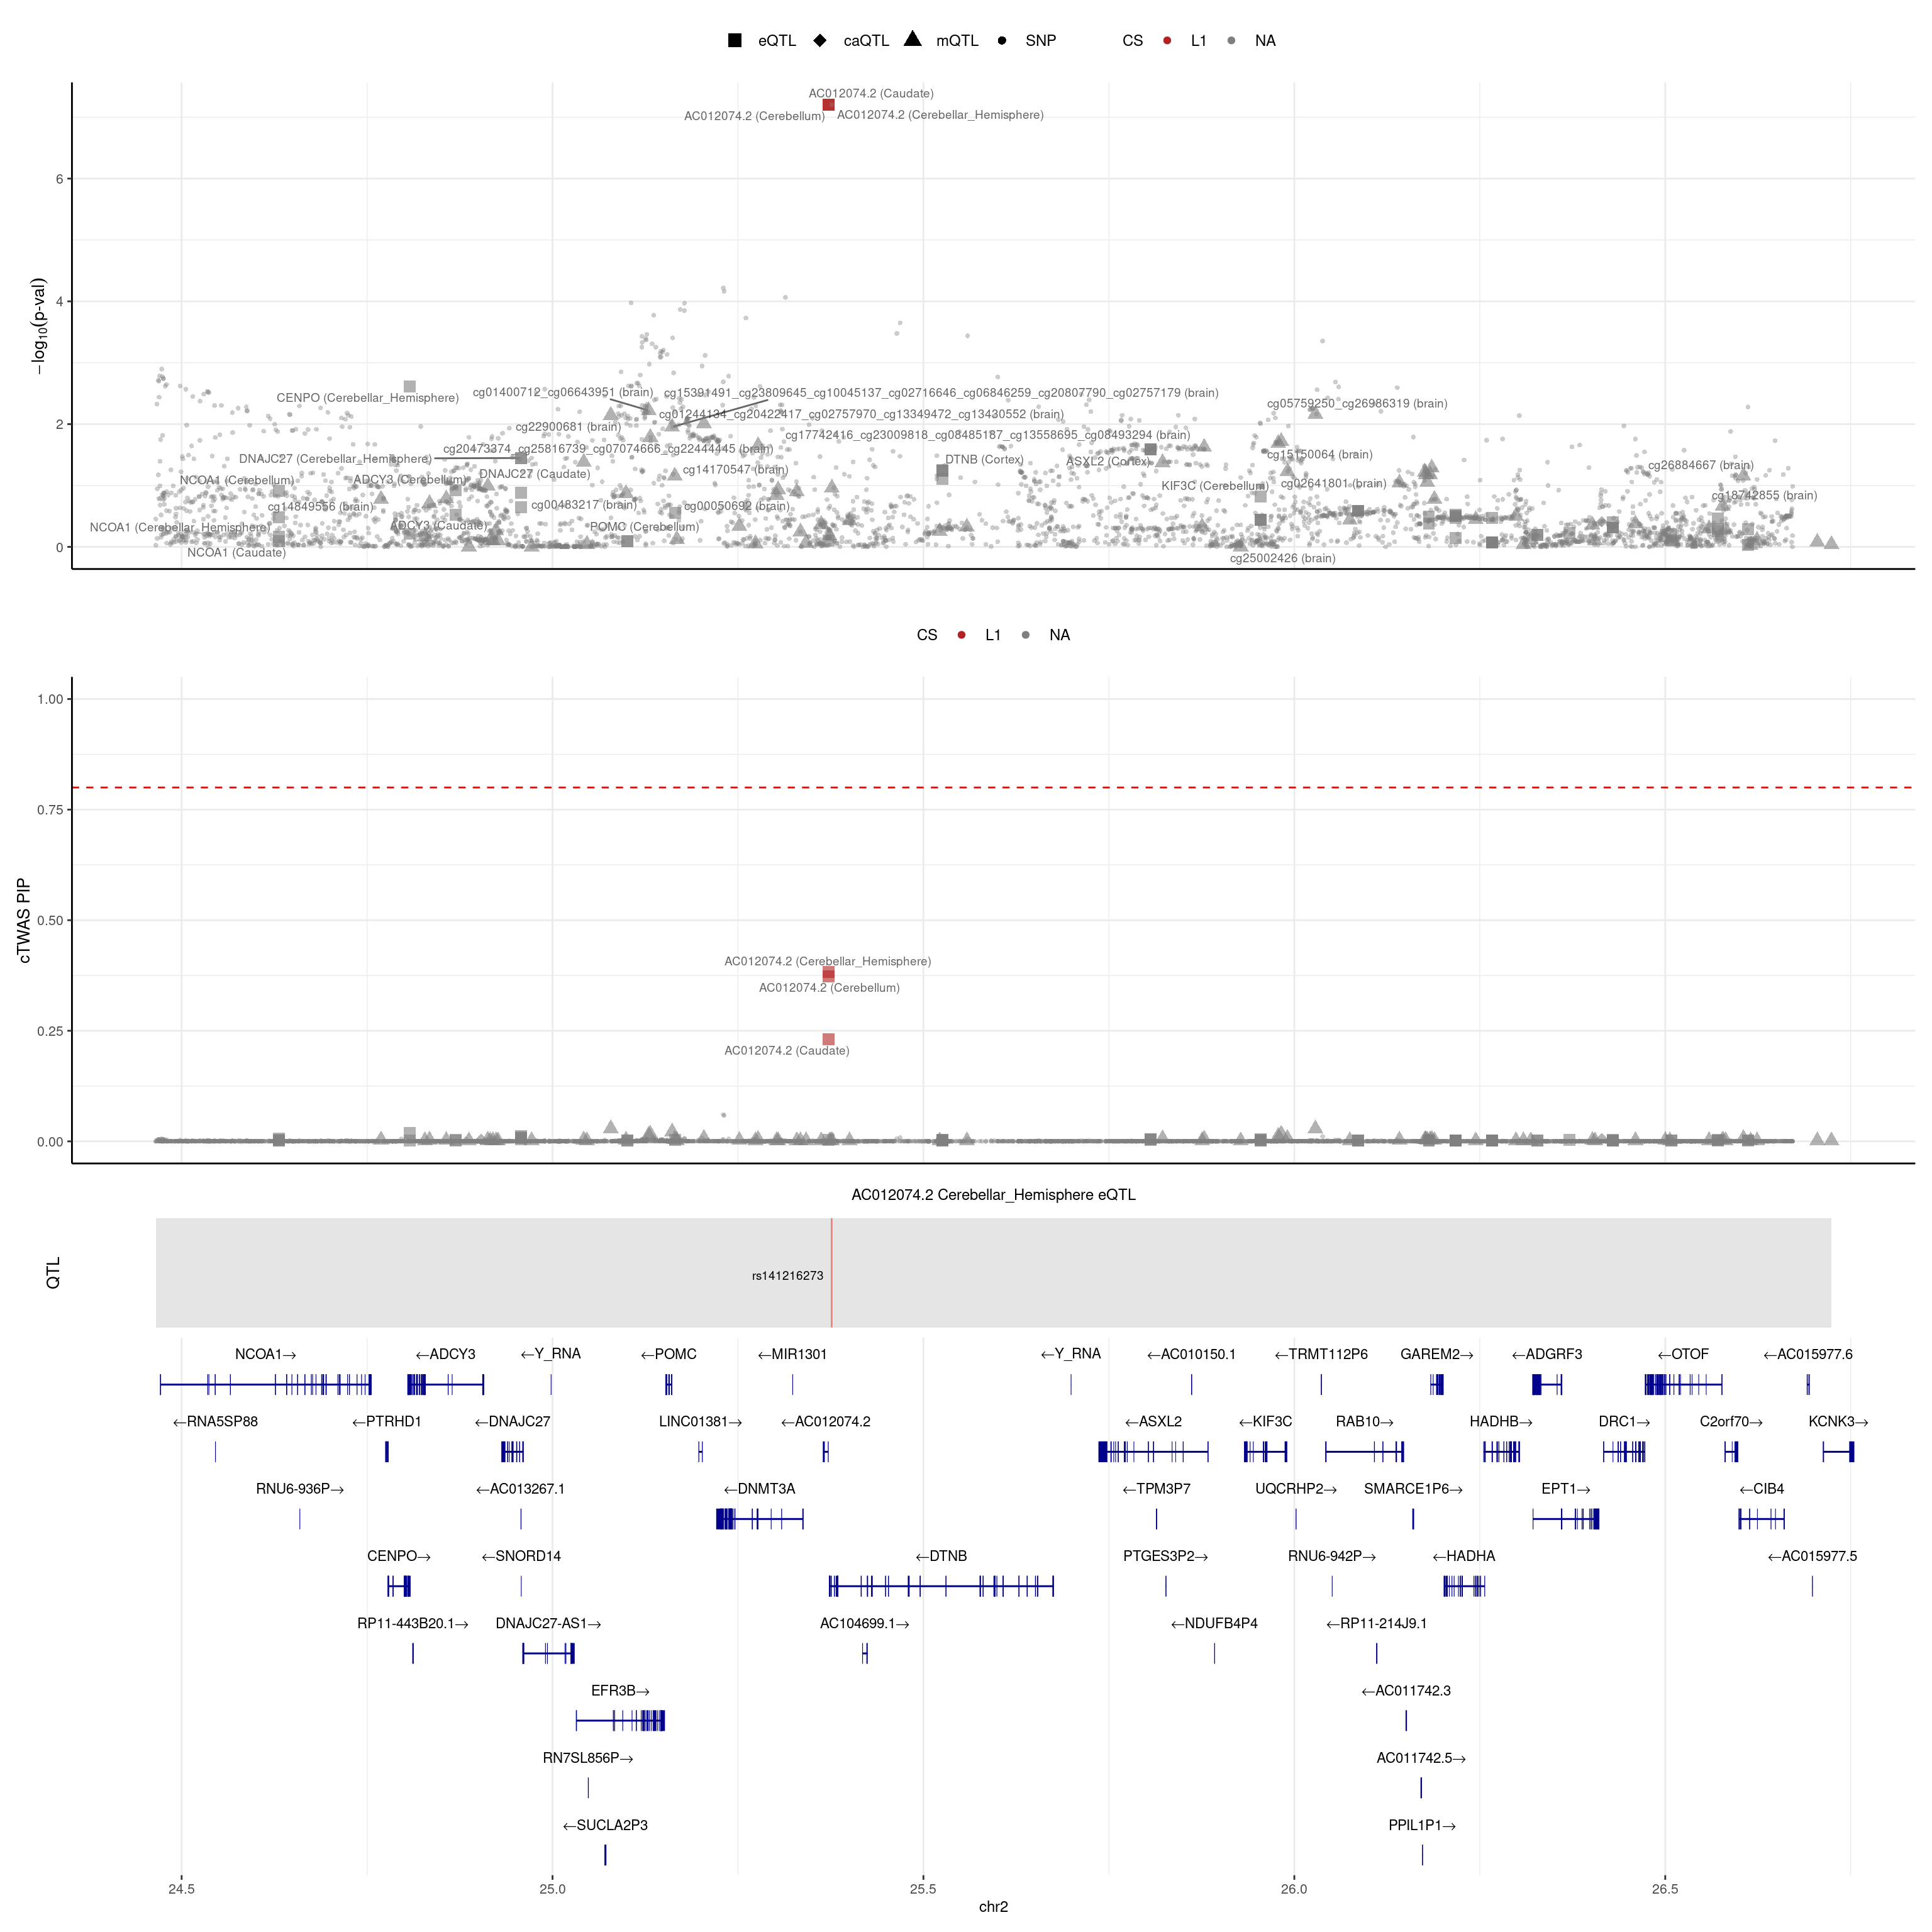 eQTL caQTL mQTL SNP CS L1 NA
AC012074.2 (Caudate)
AC012074.2 (Cerebellum) AC012074.2 (Cerebellar_Hemisphere)
6
4
−log10(p-val)
cg01400712_cg06643951 (brain) cg15391491_cg23809645_cg10045137_cg02716646_cg06846259_cg20807790_cg02757179 (brain)
CENPO (Cerebellar_Hemisphere) cg05759250_cg26986319 (brain)
cg01244134_cg20422417_cg02757970_cg13349472_cg13430552 (brain)
2
cg22900681 (brain)
cg17742416_cg23009818_cg08485187_cg13558695_cg08493294 (brain)
cg20473374_cg25816739_cg07074666_cg22444445 (brain)
DNAJC27 (Cerebellar_Hemisphere) DTNB (Cortex) ASXL2 (Cortex) cg15150064 (brain)
cg14170547 (brain) cg26884667 (brain)
NCOA1 (Cerebellum) ADCY3 (Cerebellum) DNAJC27 (Caudate)
KIF3C (Cerebellum) cg02641801 (brain)
cg18742855 (brain)
cg14849556 (brain) cg00483217 (brain) cg00050692 (brain)
NCOA1 (Cerebellar_Hemisphere) ADCY3 (Caudate) POMC (Cerebellum)
0
NCOA1 (Caudate) cg25002426 (brain)
CS L1 NA
1.00
0.75
0.50
cTWAS PIP
AC012074.2 (Cerebellar_Hemisphere)
AC012074.2 (Cerebellum)
0.25
AC012074.2 (Caudate)
0.00
AC012074.2 Cerebellar_Hemisphere eQTL
QTL
rs141216273
NCOA1→ ←ADCY3 ←Y_RNA ←POMC ←MIR1301 ←Y_RNA ←AC010150.1 ←TRMT112P6 GAREM2→ ←ADGRF3 ←OTOF ←AC015977.6
←RNA5SP88 ←PTRHD1 ←DNAJC27 LINC01381→ ←AC012074.2 ←ASXL2 ←KIF3C RAB10→ HADHB→ DRC1→ C2orf70→ KCNK3→
RNU6-936P→ ←AC013267.1 ←DNMT3A ←TPM3P7 UQCRHP2→ SMARCE1P6→ EPT1→ ←CIB4
CENPO→ ←SNORD14 ←DTNB PTGES3P2→ RNU6-942P→ ←HADHA ←AC015977.5
RP11-443B20.1→ DNAJC27-AS1→ AC104699.1→ ←NDUFB4P4 ←RP11-214J9.1
EFR3B→ ←AC011742.3
RN7SL856P→ AC011742.5→
←SUCLA2P3 PPIL1P1→
24.5 25.0 25.5 26.0 26.5
chr2